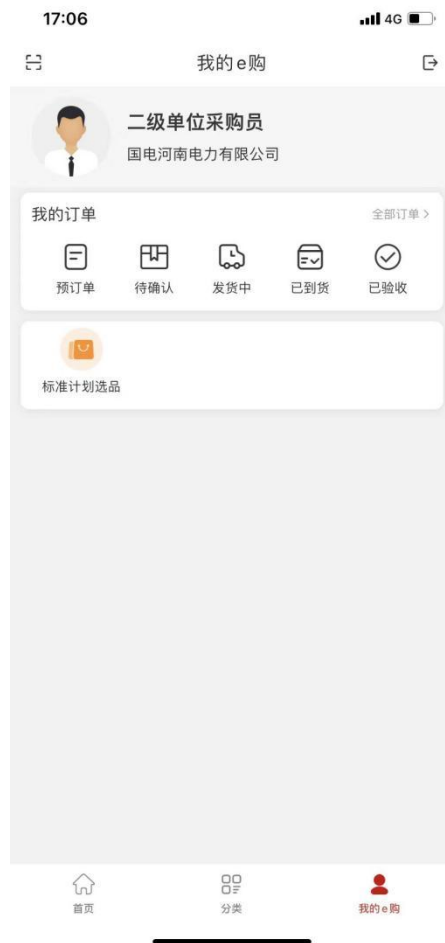 17:06
4G
我的e购
二级单位采购员
国电河南电力有限公司
我的订单
全部订单 >
预订单
待确认
发货中
已到货
已验收
标准计划选品
首页
分类
我的e购